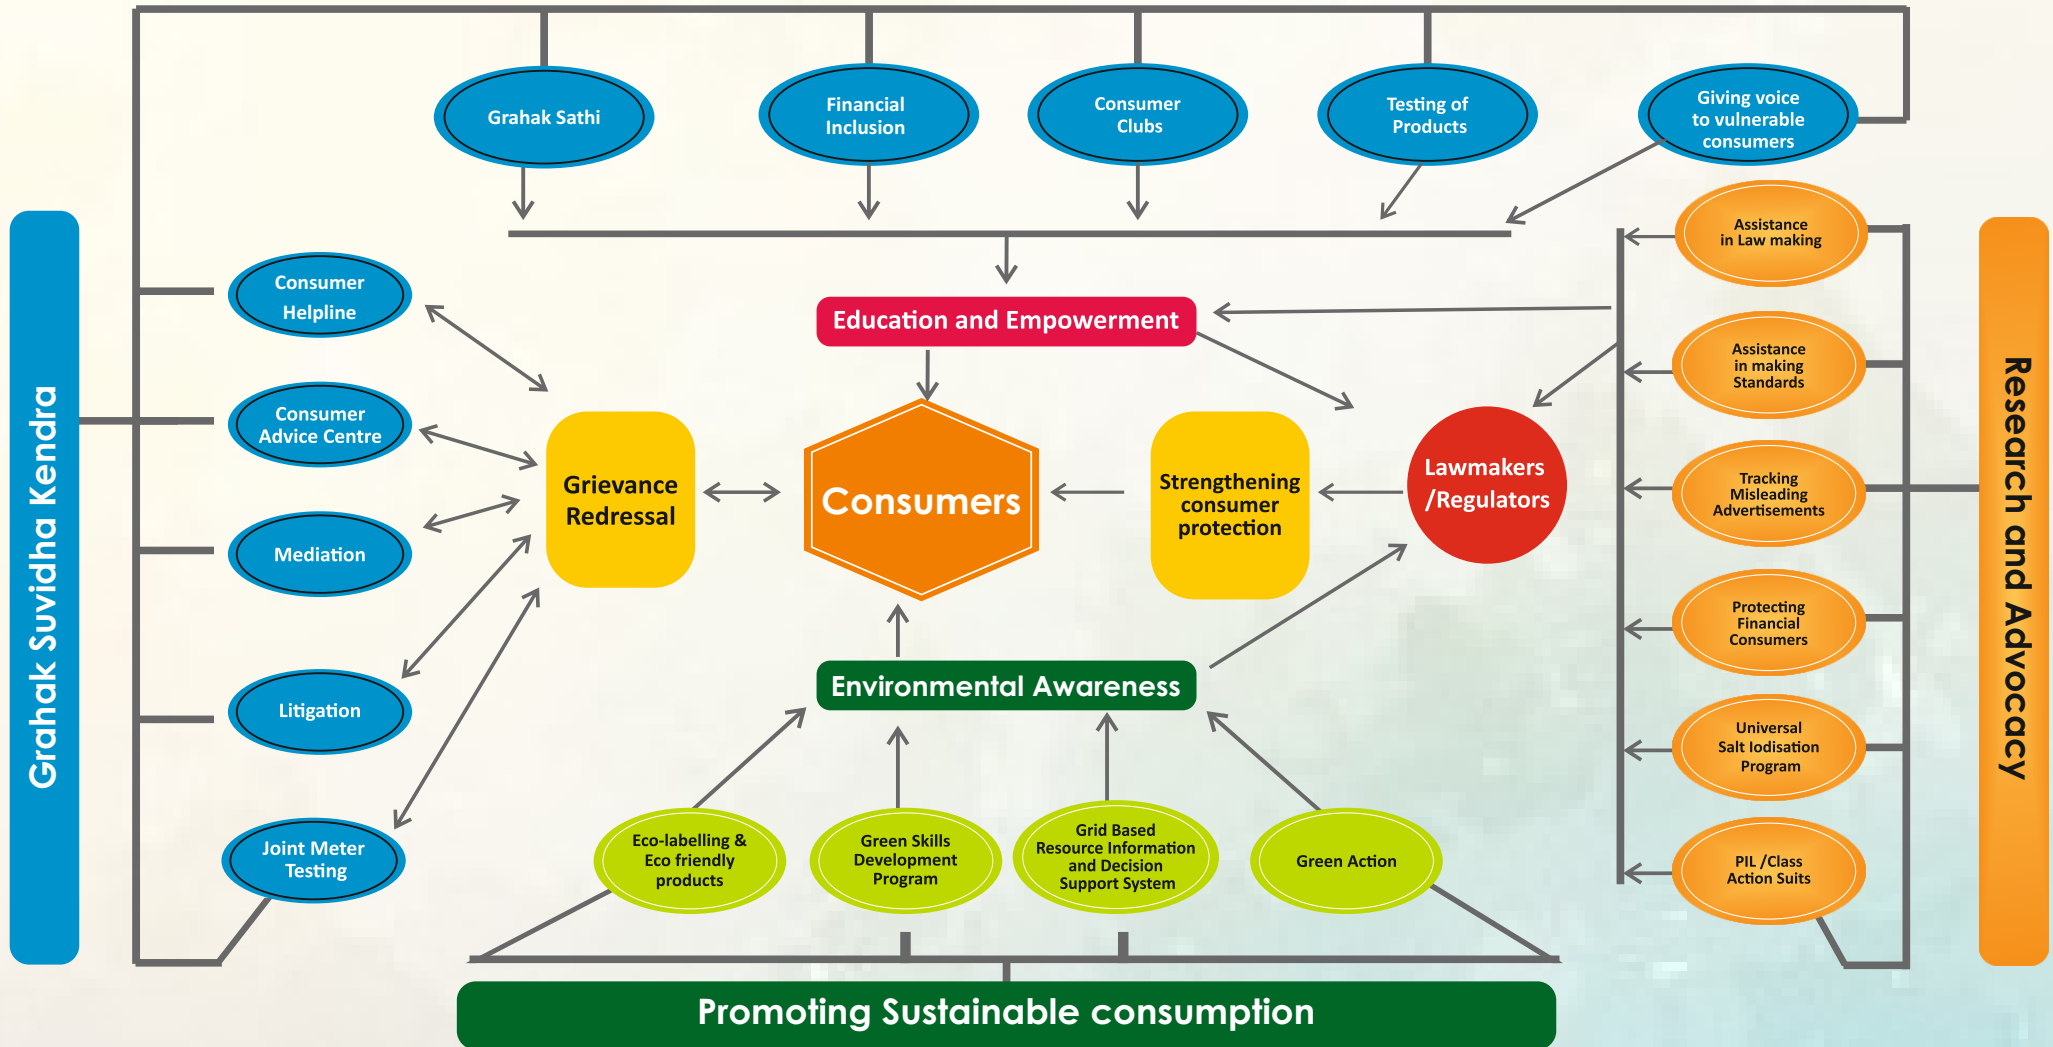 Grahak Sathi
Financial
Inclusion
Consumer
Clubs
Testing of
Products
Giving voice
to vulnerable
consumers
Grahak Suvidha Kendra
Consumer
Helpline
Consumer
Advice Centre
Mediation
Litigation
Joint Meter
Testing
Grievance
Redressal
Education and Empowerment
Consumers
Strengthening
consumer
protection
Lawmakers
/Regulators
Environmental Awareness
Eco-labelling &
Eco friendly
products
Green Skills
Development
Program
Grid Based
Resource Information
and Decision
Support System
Green Action
Promoting Sustainable consumption
Assistance
in Law making
Assistance
in making
Standards
Tracking
Misleading
Advertisements
Protecting
Financial
Consumers
Universal
Salt Iodisation
Program
PIL /Class
Action Suits
Research and Advocacy